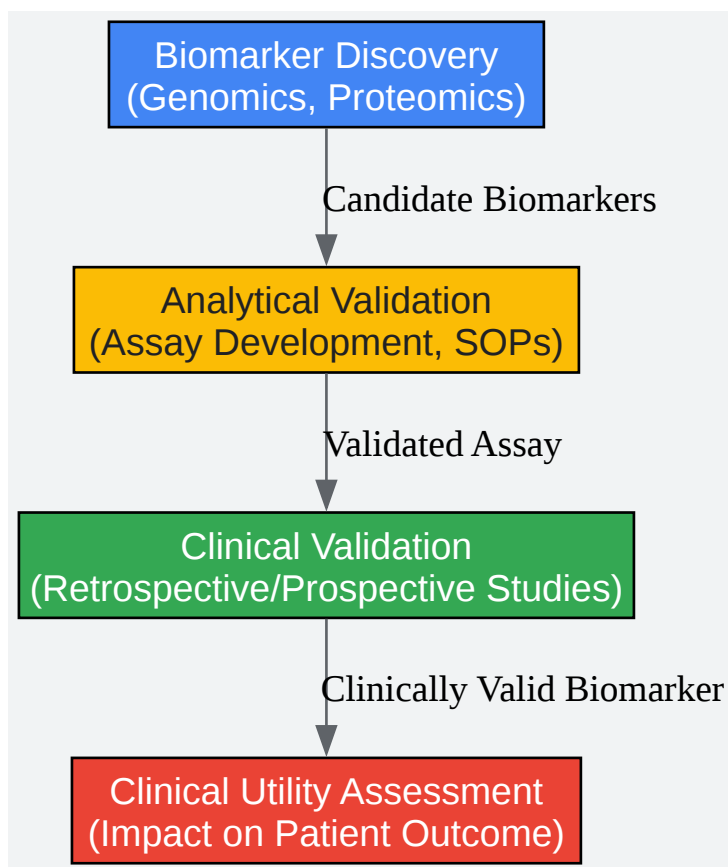 Biomarker Discovery
(Genomics, Proteomics)
Candidate Biomarkers
Analytical Validation
(Assay Development, SOPs)
Validated Assay
Clinical Validation
(Retrospective/Prospective Studies)
Clinically Valid Biomarker
Clinical Utility Assessment
(Impact on Patient Outcome)